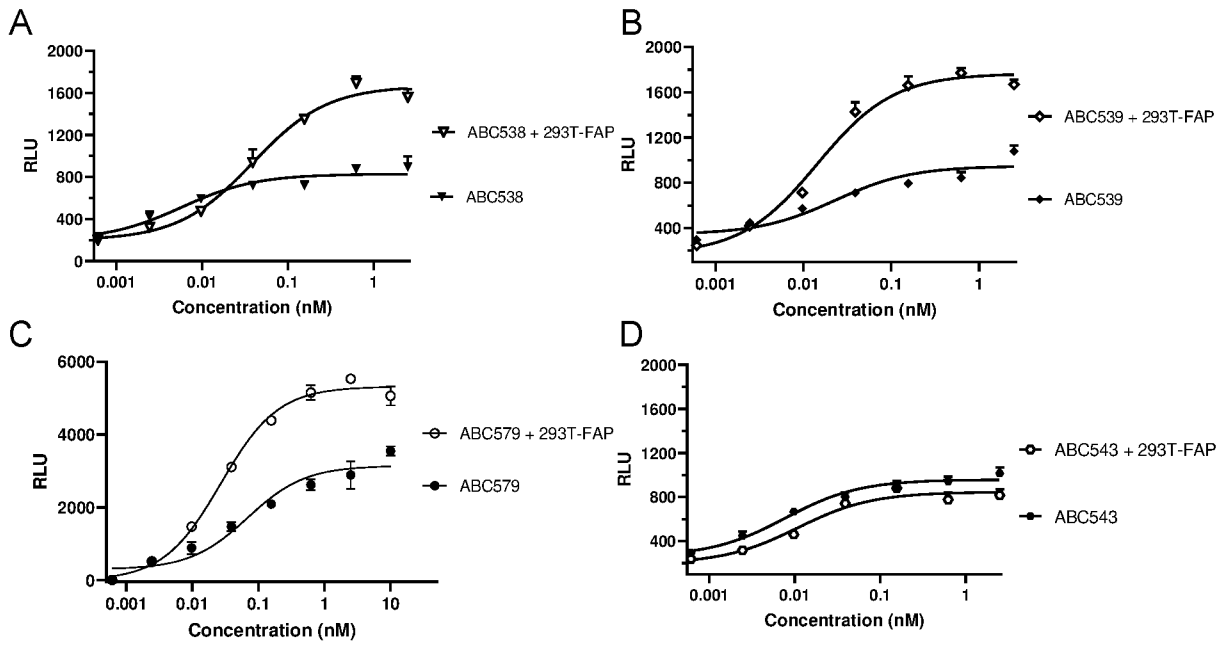 A
2000
1600
1200
800
400
0
RLU
0.001 0.01 0.1 1
Concentration (nM)
ABC538 + 293T-FAP
ABC538
B
2000
1600
1200
800
400
RLU
0.001 0.01 0.1 1
Concentration (nM)
ABC539 + 293T-FAP
ABC539
C
6000
4000
2000
0
RLU
0.001 0.01 0.1 1 10
Concentration (nM)
ABC579 + 293T-FAP
ABC579
D
2000
1600
1200
800
400
RLU
0.001 0.01 0.1 1
Concentration (nM)
ABC543 + 293T-FAP
ABC543